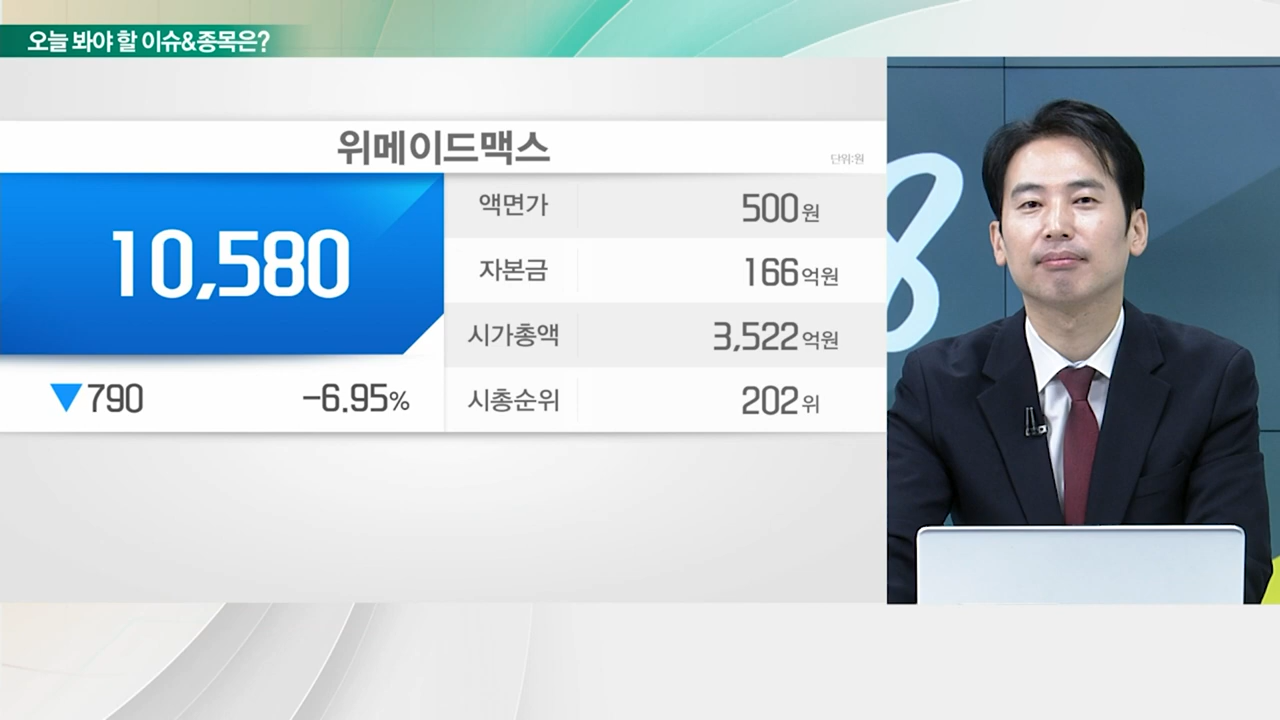 오늘 봐야 할 이슈&종목은?
위메이드맥스
단위:원
10,580
▼790 -6.95%
액면가 500원
자본금 166억원
시가총액 3,522억원
시총순위 202위
8